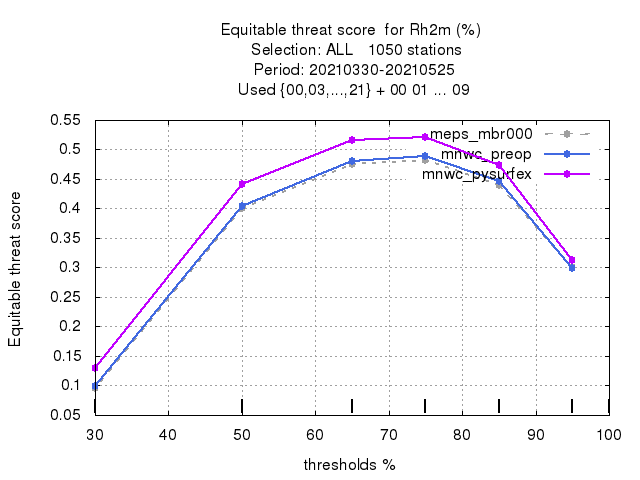 Equitable threat score  for Rh2m (%)
Selection: ALL   1050 stations
Period: 20210330-20210525
Used {00,03,...,21} + 00 01 ... 09
0.55
0.5
0.45
0.4
0.35
0.3
0.25
0.2
0.15
0.1
0.05
Equitable threat score
meps_mbr000
mnwc_preop
mnwc_pysurfex
30 40 50 60 70 80 90 100
thresholds %